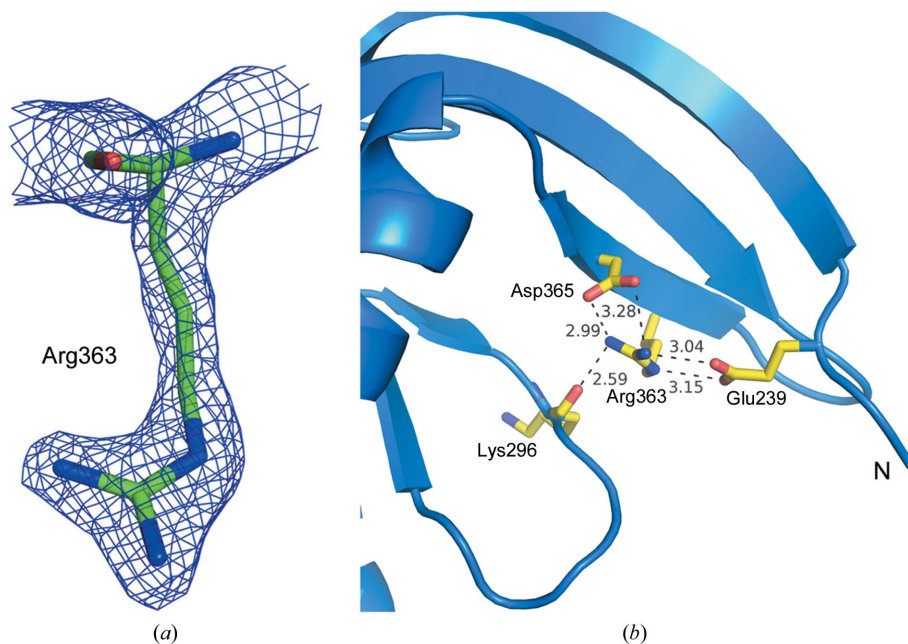 Arg363
(a)
Asp365
3.28
2.99
3.04
2.59
Arg363
3.15
Glu239
Lys296
N
(b)